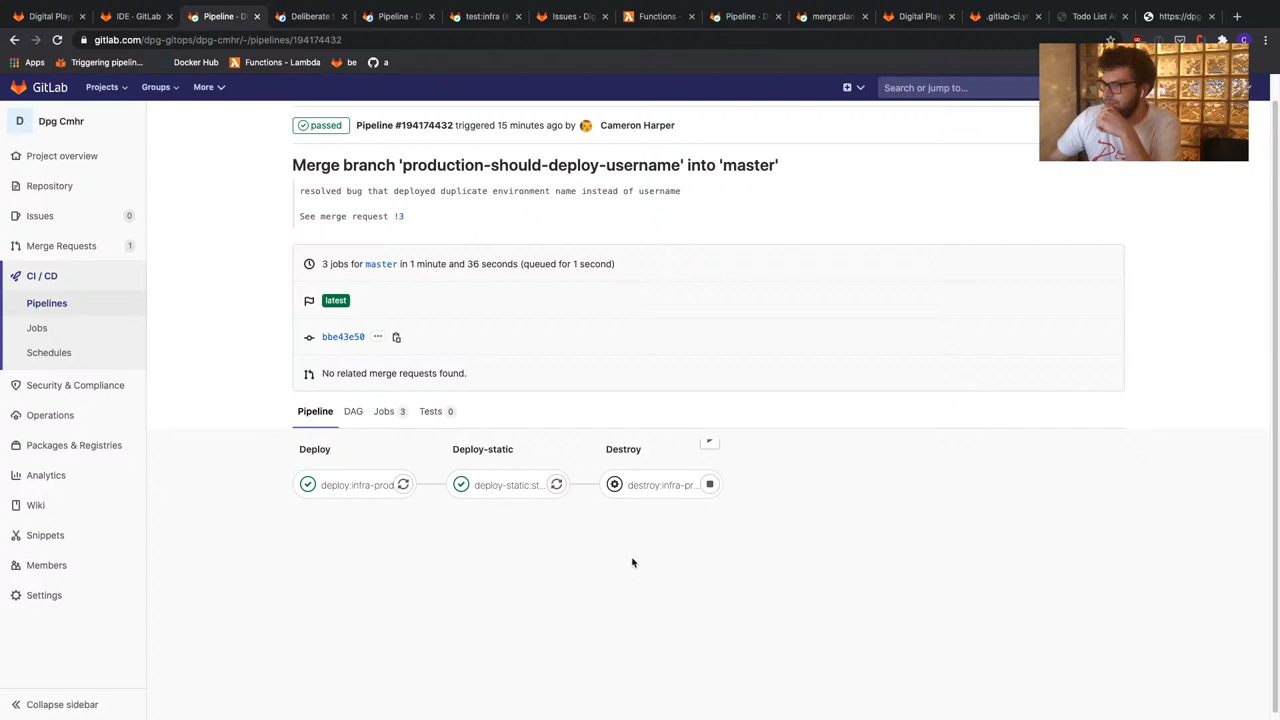 Digital Playg
IDE · GitLab
Pipeline · Di
Deliberate
Pipeline · Di
test:infra (#
Issues · Dig
Functions -
Pipeline · Di
merge:plan
Digital Play
.gitlab-ci.yc
Todo List A
https://dpg
gitlab.com/dpg-gitops/dpg-cmhr/-/pipelines/194174432
Apps
Triggering pipelin...
Docker Hub
Functions - Lambda
be
a
GitLab
Projects
Groups
More
Search or jump to...
D
Dpg Cmhr
Project overview
Repository
Issues 0
Merge Requests 1
CI / CD
Pipelines
Jobs
Schedules
Security & Compliance
Operations
Packages & Registries
Analytics
Wiki
Snippets
Members
Settings
Collapse sidebar
passed Pipeline #194174432 triggered 15 minutes ago by Cameron Harper
Merge branch 'production-should-deploy-username' into 'master'
resolved bug that deployed duplicate environment name instead of username
See merge request !3
3 jobs for master in 1 minute and 36 seconds (queued for 1 second)
latest
bbe43e50
No related merge requests found.
Pipeline DAG Jobs 3 Tests 0
Deploy Deploy-static Destroy
deploy:infra-prod deploy-static:st... destroy:infra-pr...